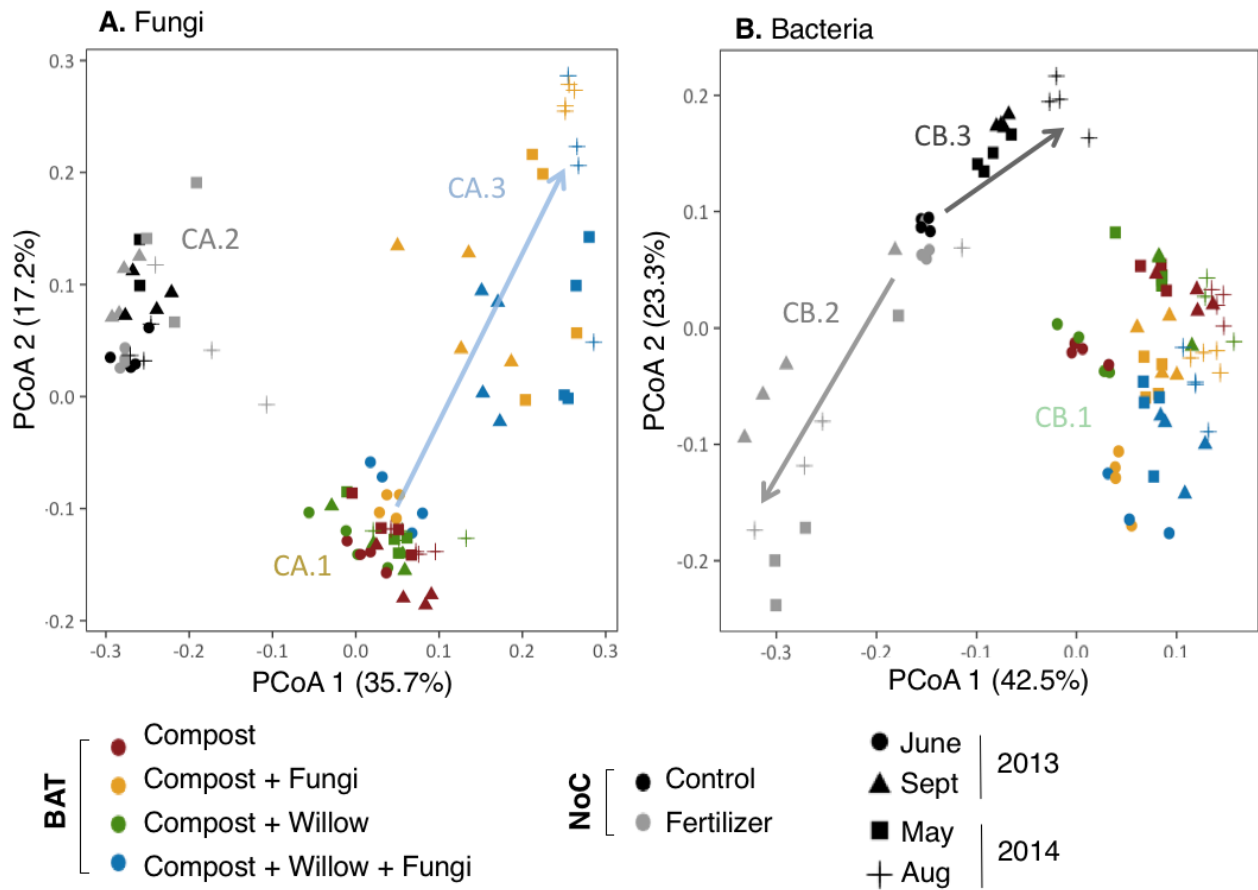 A. Fungi
0.3
0.2
0.1
0.0
-0.1
-0.2
PCoA 2 (17.2%)
CA.2
CA.3
CA.1
-0.3
-0.2
-0.1
0.0
0.1
0.2
0.3
PCoA 1 (35.7%)
B. Bacteria
0.2
0.1
0.0
-0.1
-0.2
PCoA 2 (23.3%)
CB.3
CB.2
CB.1
-0.3
-0.2
-0.1
0.0
0.1
PCoA 1 (42.5%)
BAT
Compost
Compost + Fungi
Compost + Willow
Compost + Willow + Fungi
NoC
Control
Fertilizer
June
Sept
2013
May
Aug
2014